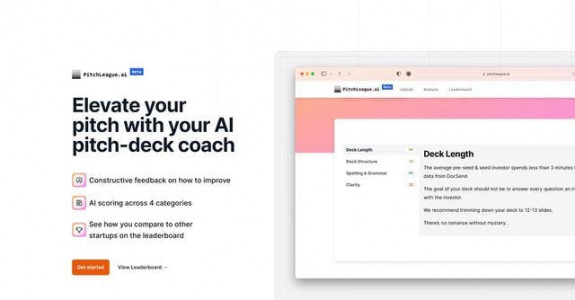 PitchLeague.ai Beta
Elevate your
pitch with your AI
pitch-deck coach
Constructive feedback on how to improve
AI scoring across 4 categories
See how you compare to other
startups on the leaderboard
Get started
View Leaderboard →
pitchleague.ai
PitchLeague.ai Beta
Upload
Analysis
Leaderboard
Deck Length
Deck Structure
Spelling & Grammar
Clarity
Deck Length
The average pre-seed & seed investor spends less than 3 minutes
data from DocSend.
The goal of your deck should not be to answer every question an
with the investor.
We recommend trimming down your deck to 12-13 slides.
There's no romance without mystery.